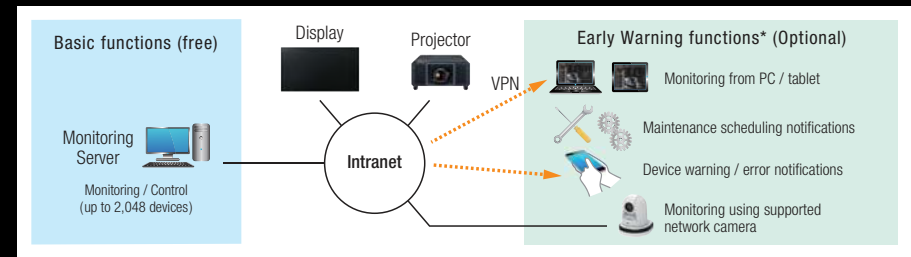 Basic functions (free)
Monitoring
Server
Monitoring / Control
(up to 2,048 devices)
Display
Projector
Intranet
VPN
Early Warning functions* (Optional)
Monitoring from PC / tablet
Maintenance scheduling notifications
Device warning / error notifications
Monitoring using supported
network camera